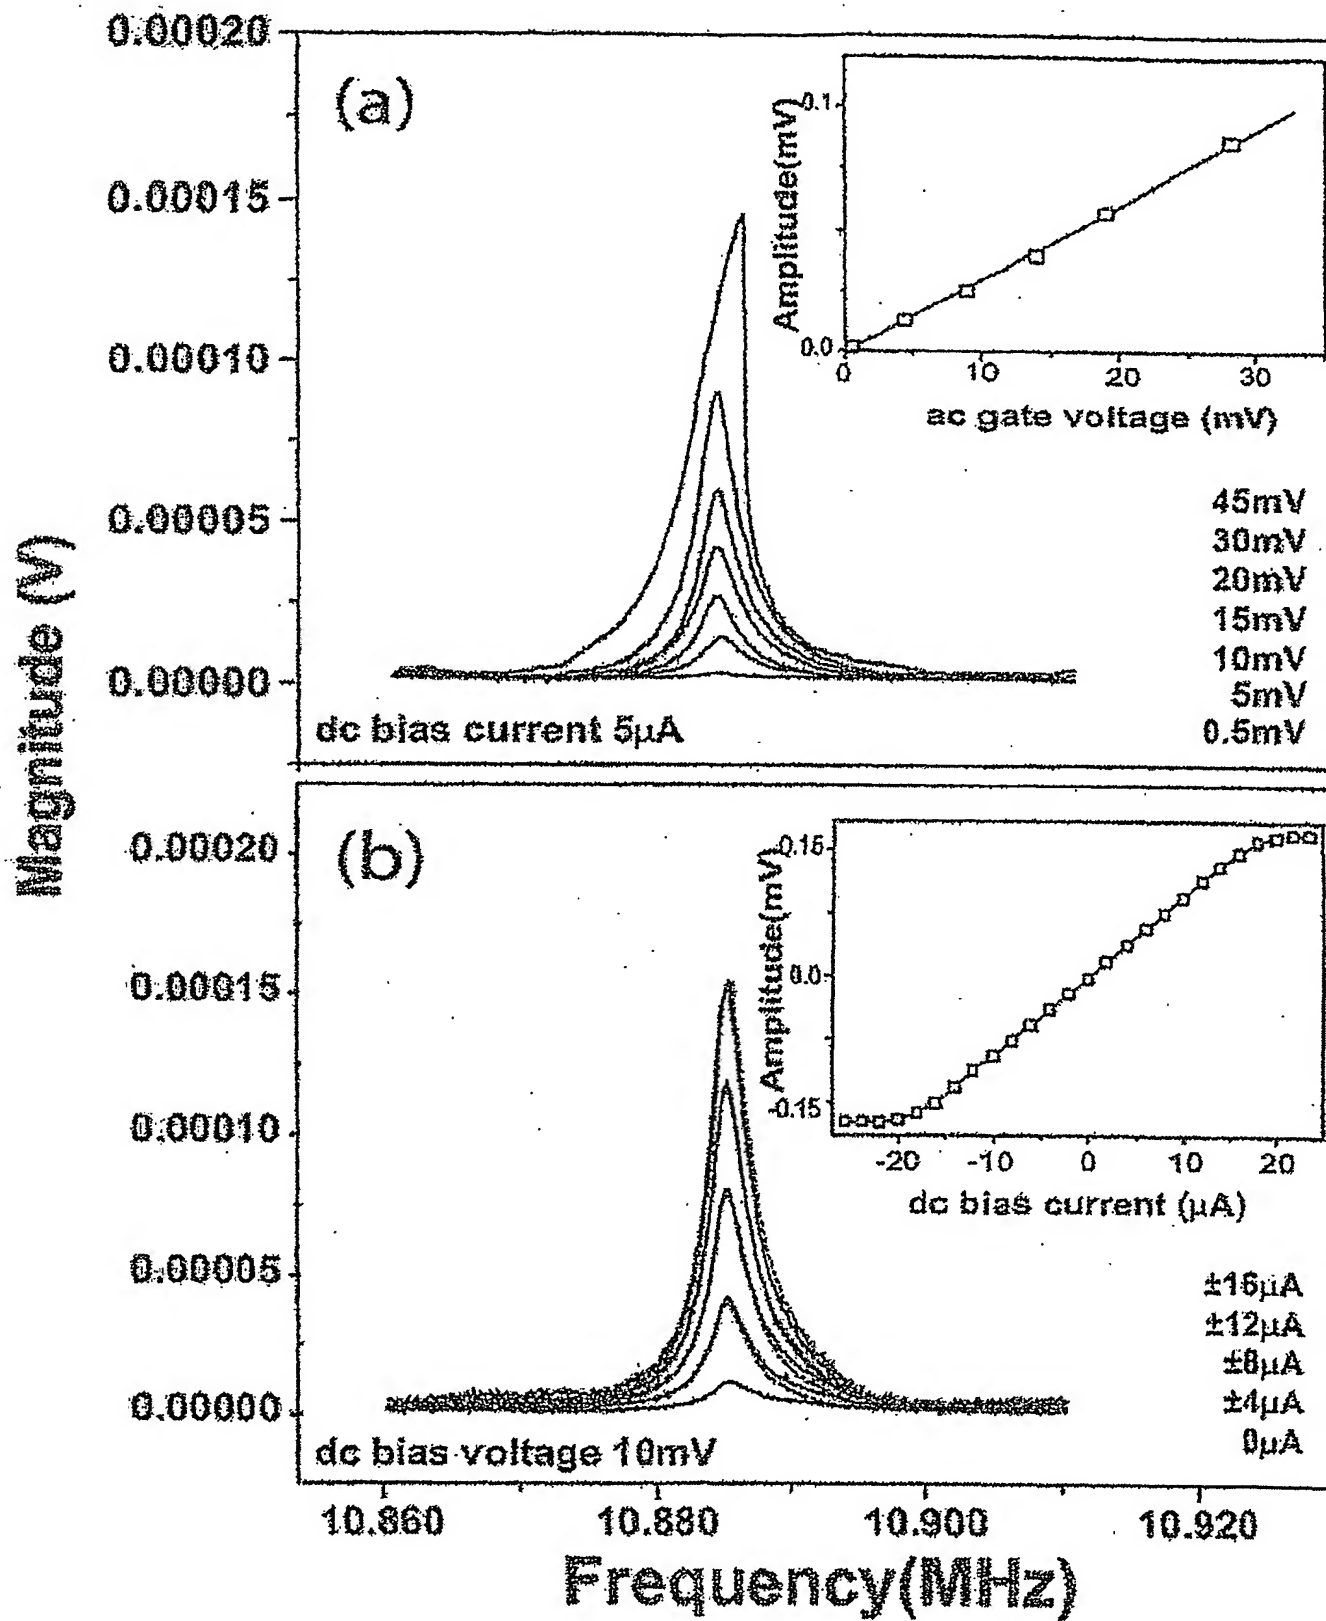 Magnitude (V)
0.00020
0.00015
0.00010
0.00005
0.00000
(a)
Amplitude(mV)
0.1
0.0
0
10
20
30
ac gate voltage (mV)
45mV
30mV
20mV
15mV
10mV
5mV
0.5mV
dc bias current 5µA
0.00020
0.00015
0.00010
0.00005
0.00000
(b)
Amplitude(mV)
0.15
0.0
-0.15
-20
-10
0
10
20
dc bias current (µA)
±16µA
±12µA
±8µA
±4µA
0µA
dc bias voltage 10mV
10.860
10.880
10.900
10.920
Frequency(MHz)